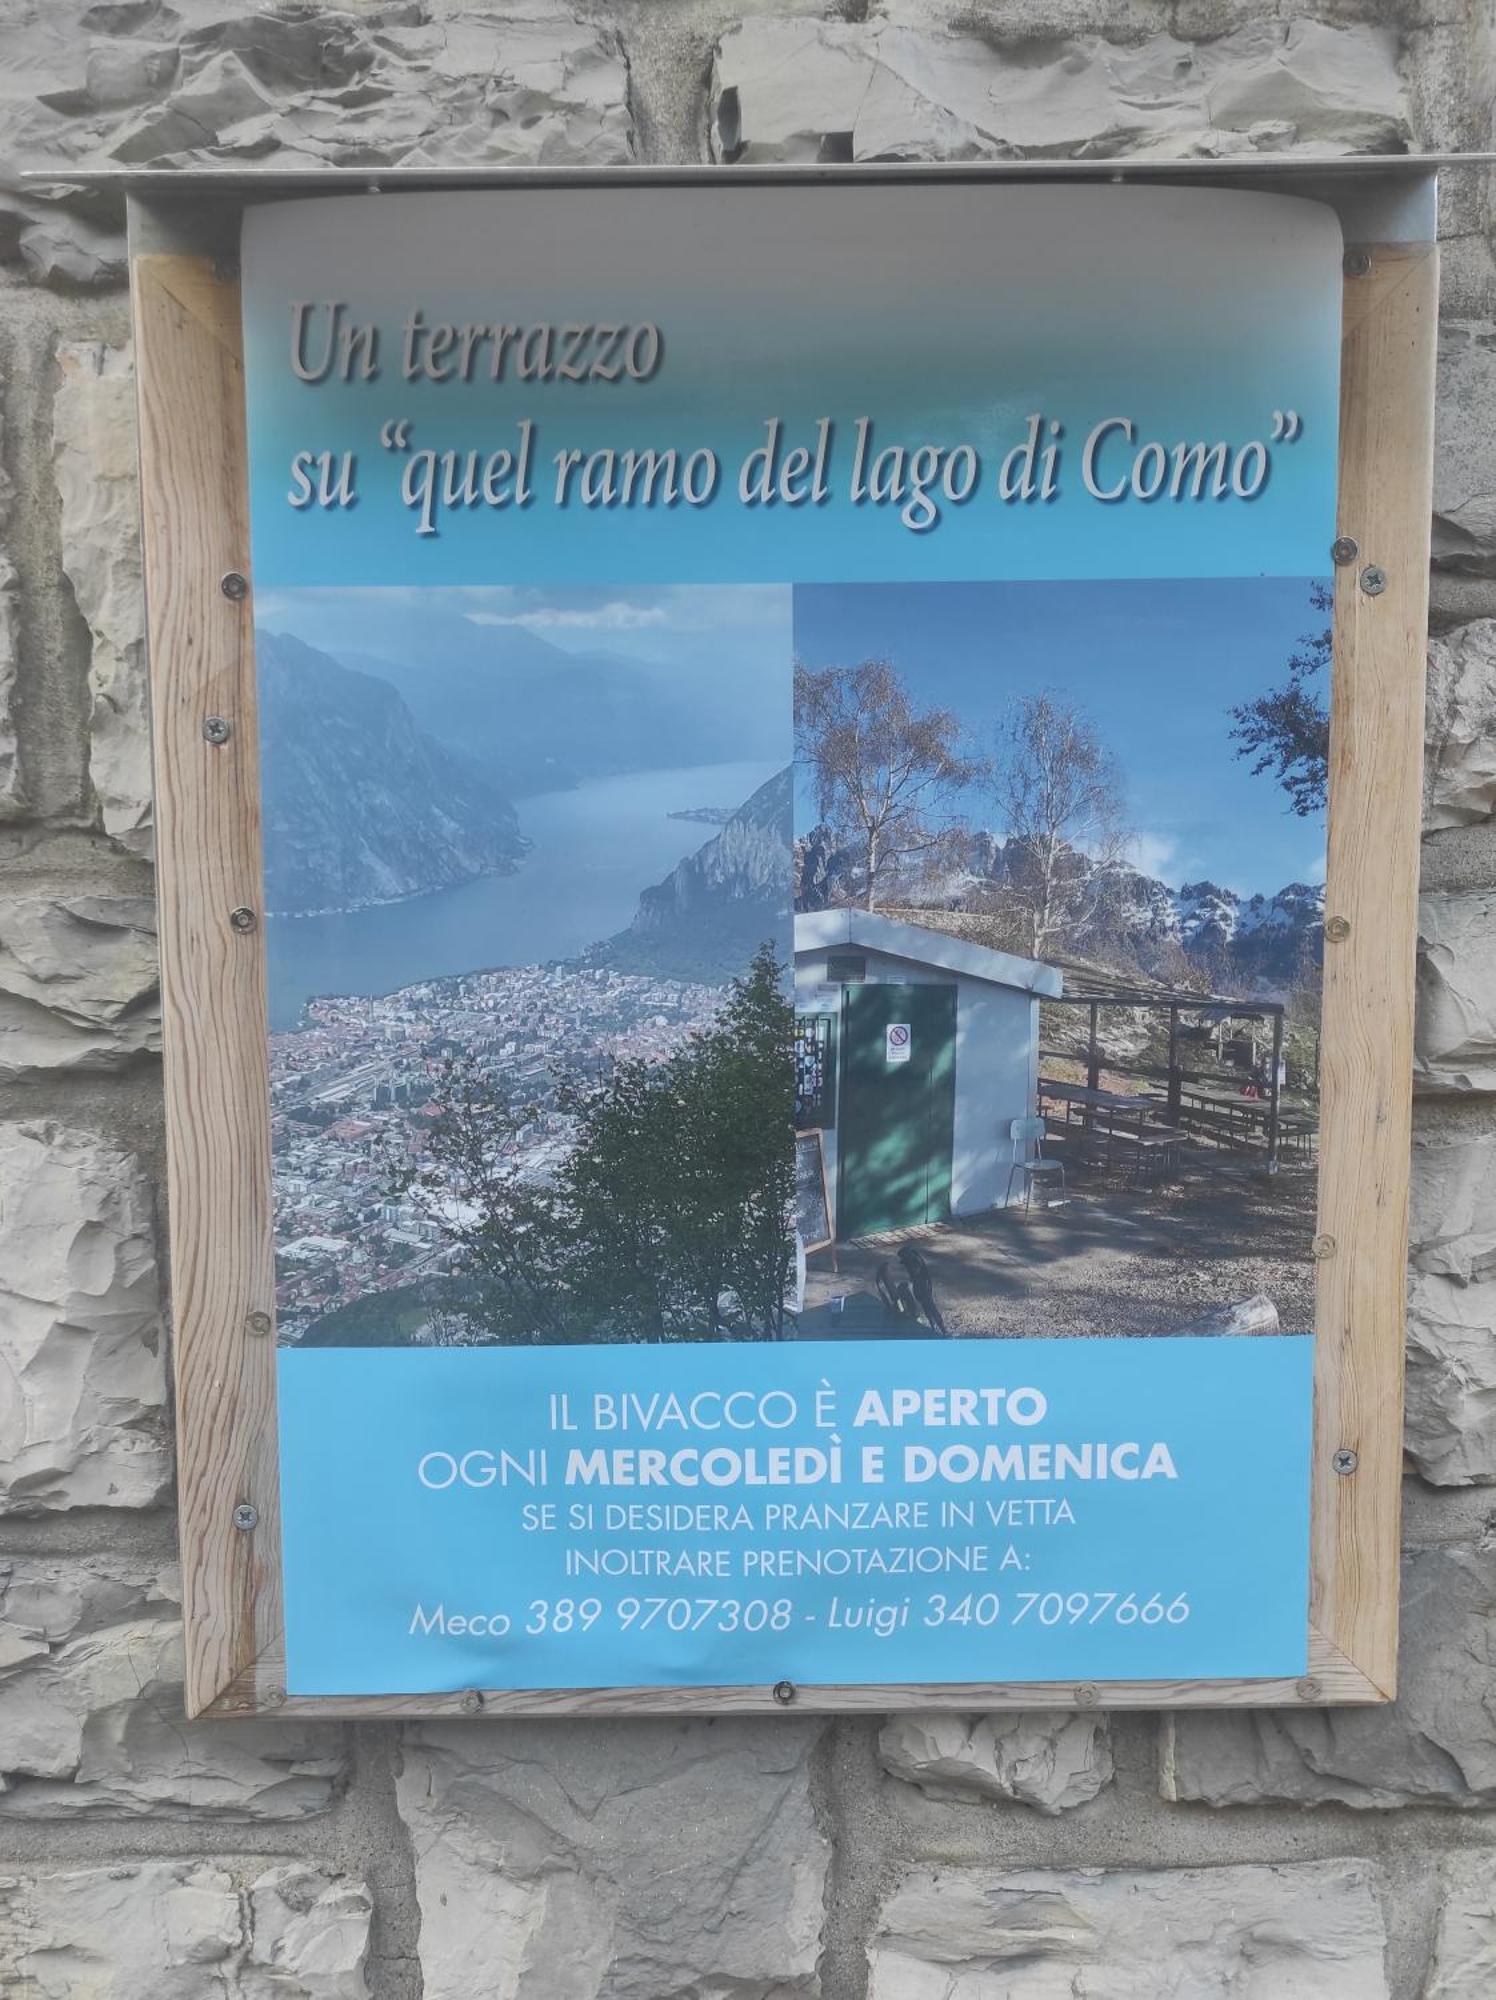 Un terrazzo
su “quel ramo del lago di Como”
IL BIVACCO È APERTO
OGNI MERCOLEDÌ E DOMENICA
SE SI DESIDERA PRANZARE IN VETTA
INOLTRARE PRENOTAZIONE A:
Meco 389 9707308 - Luigi 340 7097666